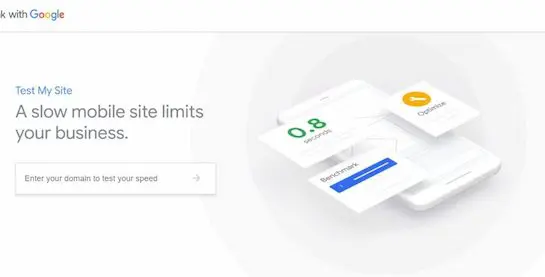 k with Google
Test My Site
A slow mobile site limits
your business.
Enter your domain to test your speed
0.8
seconds
Optimise
Benchmark